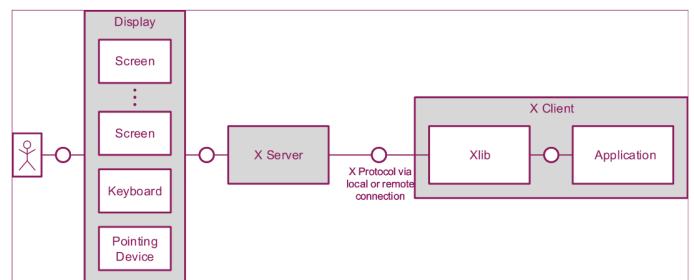 Display
Screen
Screen
Keyboard
Pointing
Device
X Server
X Protocol via
local or remote
connection
X Client
Xlib
Application